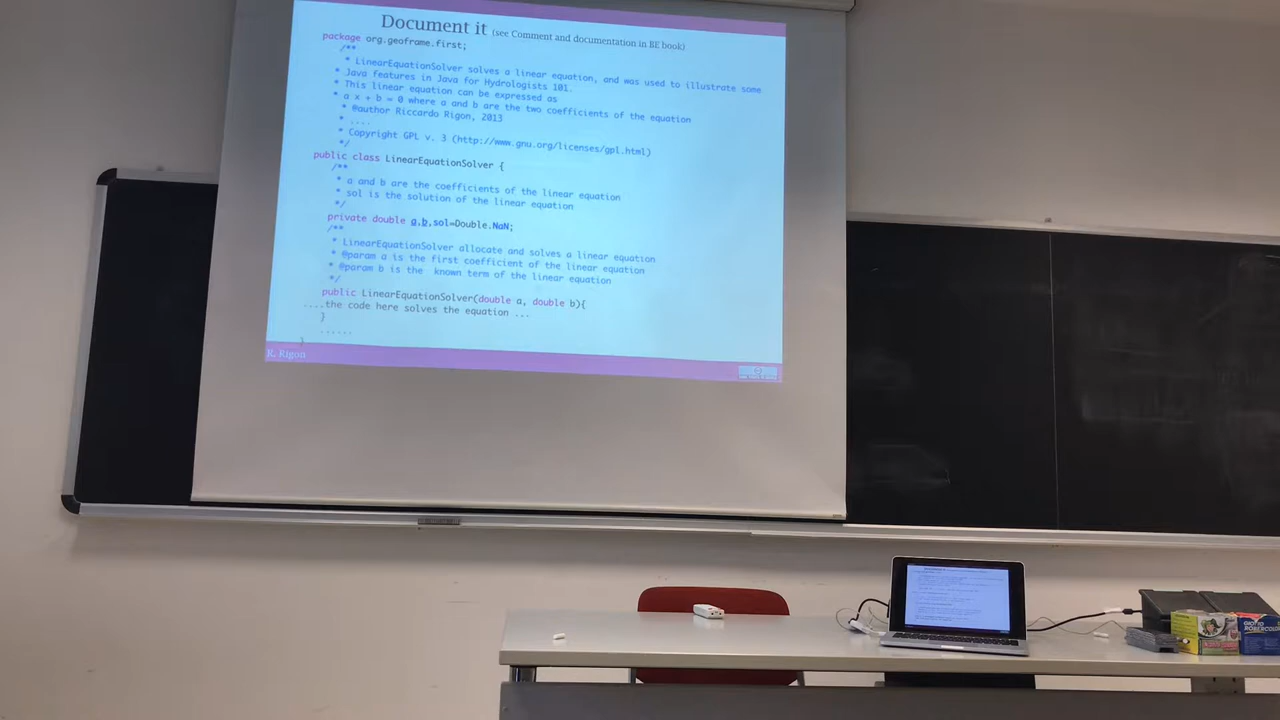 Document it (see Comment and documentation in BE book)
package org.geoframe.first;
/**
* LinearEquationSolver solves a linear equation, and was used to illustrate some
* Java features in Java for Hydrologists 101.
* This linear equation can be expressed as
* a x + b = 0 where a and b are the two coefficients of the equation
* @author Riccardo Rigon, 2013
* ....
* Copyright GPL v. 3 (http://www.gnu.org/licenses/gpl.html)
*/
public class LinearEquationSolver {
/**
* a and b are the coefficients of the linear equation
* sol is the solution of the linear equation
*/
private double a,b,sol=Double.NaN;
/**
* LinearEquationSolver allocate and solves a linear equation
* @param a is the first coefficient of the linear equation
* @param b is the known term of the linear equation
*/
public LinearEquationSolver(double a, double b){
....the code here solves the equation ...
}
......
}
R. Rigon
GIOTTO
ROBERCOLOR